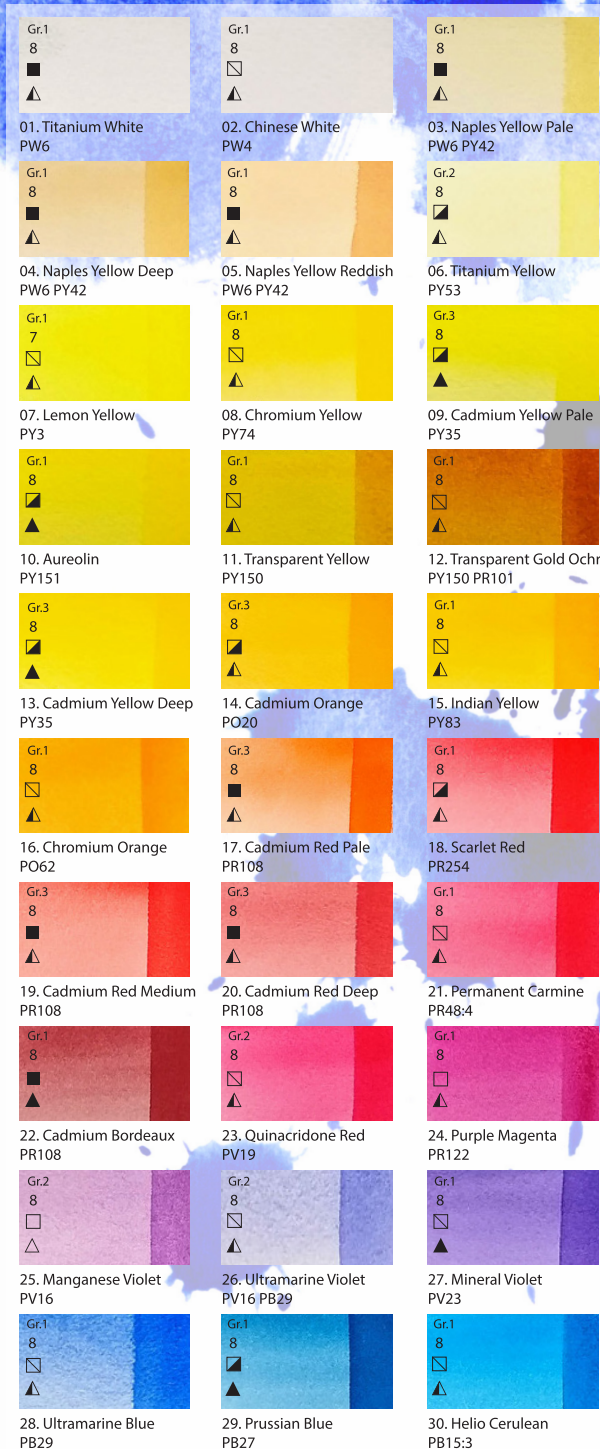 Gr.1
8
01. Titanium White
PW6
Gr.1
8
02. Chinese White
PW4
Gr.1
8
03. Naples Yellow Pale
PW6 PY42
Gr.1
8
04. Naples Yellow Deep
PW6 PY42
Gr.1
8
05. Naples Yellow Reddish
PW6 PY42
Gr.2
8
06. Titanium Yellow
PY53
Gr.1
7
07. Lemon Yellow
PY3
Gr.1
8
08. Chromium Yellow
PY74
Gr.3
8
09. Cadmium Yellow Pale
PY35
Gr.1
8
10. Aureolin
PY151
Gr.1
8
11. Transparent Yellow
PY150
Gr.1
8
12. Transparent Gold Ochr
PY150 PR101
Gr.3
8
13. Cadmium Yellow Deep
PY35
Gr.3
8
14. Cadmium Orange
PO20
Gr.1
8
15. Indian Yellow
PY83
Gr.1
8
16. Chromium Orange
PO62
Gr.3
8
17. Cadmium Red Pale
PR108
Gr.1
8
18. Scarlet Red
PR254
Gr.3
8
19. Cadmium Red Medium
PR108
Gr.3
8
20. Cadmium Red Deep
PR108
Gr.1
8
21. Permanent Carmine
PR48:4
Gr.1
8
22. Cadmium Bordeaux
PR108
Gr.2
8
23. Quinacridone Red
PV19
Gr.1
8
24. Purple Magenta
PR122
Gr.2
8
25. Manganese Violet
PV16
Gr.2
8
26. Ultramarine Violet
PV16 PB29
Gr.1
8
27. Mineral Violet
PV23
Gr.1
8
28. Ultramarine Blue
PB29
Gr.1
8
29. Prussian Blue
PB27
Gr.1
8
30. Helio Cerulean
PB15:3